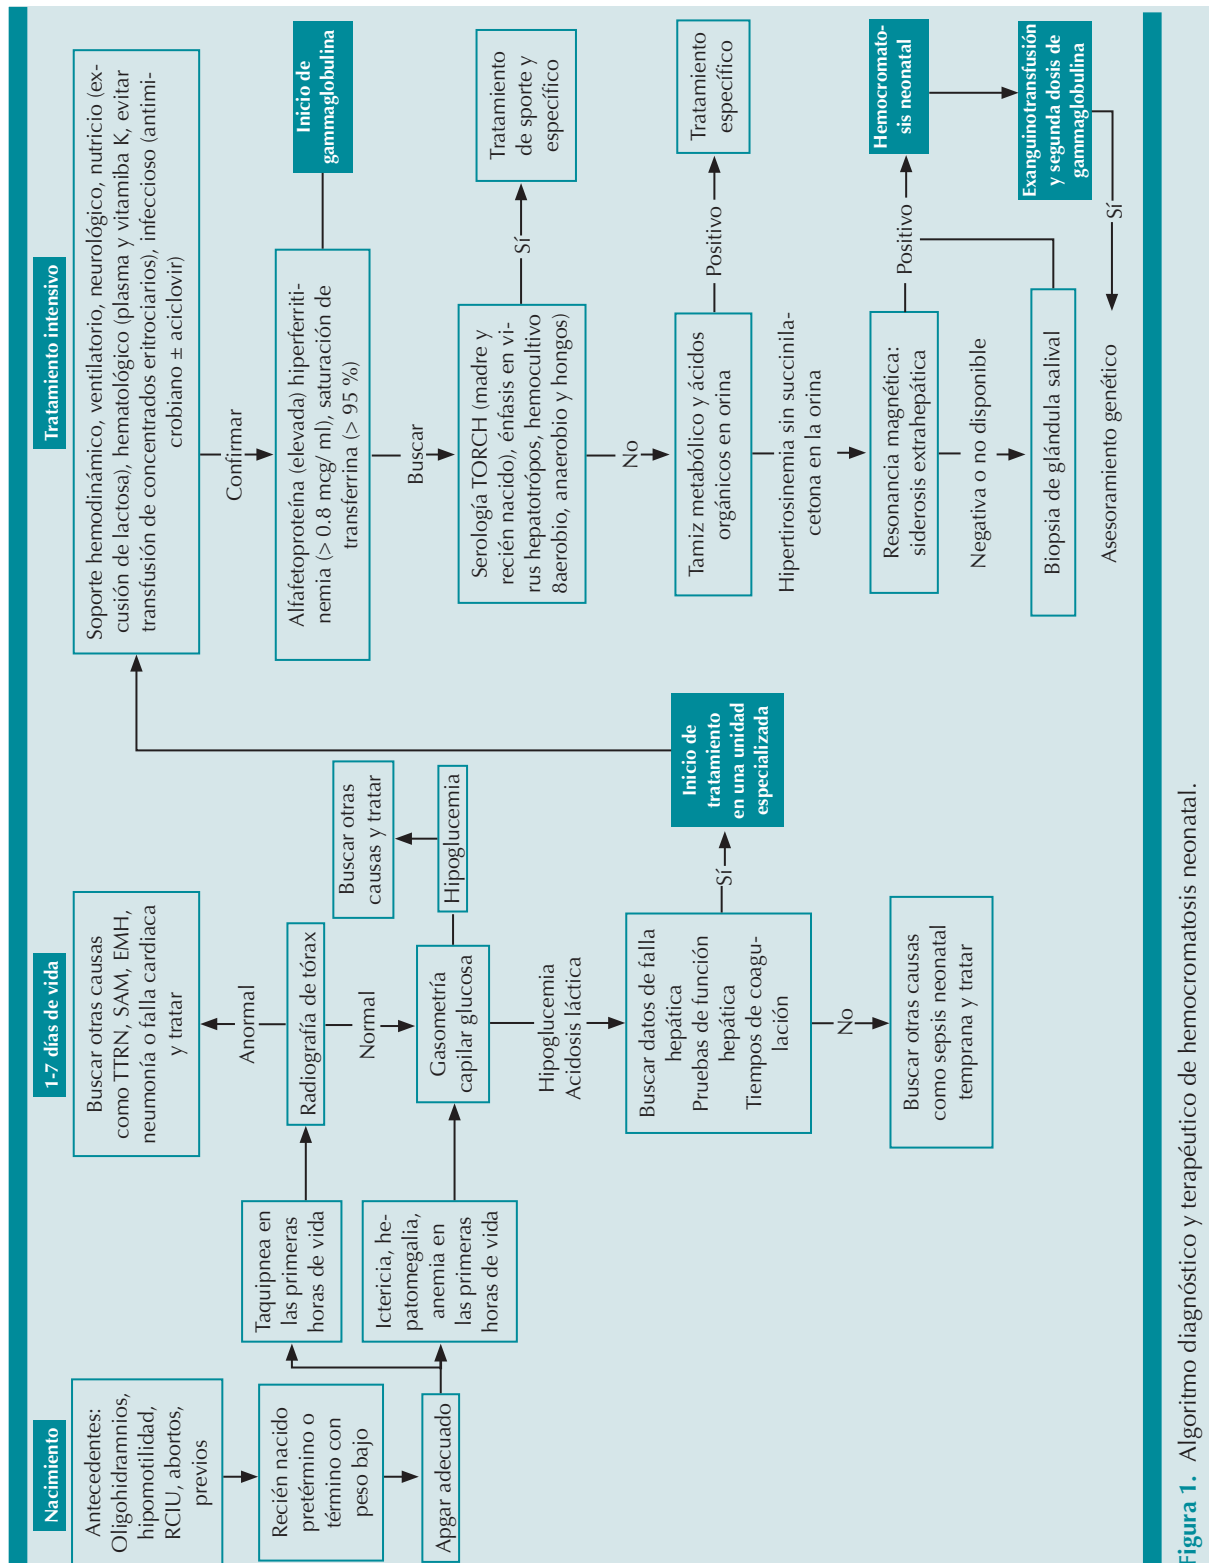 Nacimiento
Antecedentes:
Oligohidramnios,
hipomotilidad,
RCIU, abortos,
previos
Recién nacido
pretérmino o
término con
peso bajo
Apgar adecuado
Taquipnea en
las primeras
horas de vida
Ictericia, he-
patomegalia,
anemia en
las primeras
horas de vida
1-7 días de vida
Buscar otras causas
como TTRN, SAM, EMH,
neumonía o falla cardiaca
y tratar
Anormal
Radiografía de tórax
Normal
Gasometría
capilar glucosa
Hipoglucemia
Buscar otras
causas y tratar
Hipoglucemia
Acidosis láctica
Buscar datos de falla
hepática
Pruebas de función
hepática
Tiempos de coagu-
lación
Sí
Inicio de
tratamiento
en una unidad
especializada
No
Buscar otras causas
como sepsis neonatal
temprana y tratar
Tratamiento intensivo
Soporte hemodinámico, ventilatorio, neurológico, nutricio (ex-
cusión de lactosa), hematológico (plasma y vitamiba K, evitar
transfusión de concentrados eritrociarios), infeccioso (antimi-
crobiano ± aciclovir)
Confirmar
Alfafetoproteína (elevada) hiperferriti-
nemia (> 0.8 mcg/ ml), saturación de
transferrina (> 95 %)
Inicio de
gammaglobulina
Buscar
Serología TORCH (madre y
recién nacido), énfasis en vi-
rus hepatotrópos, hemocultivo
8aerobio, anaerobio y hongos)
Sí
Tratamiento
de sporte y
específico
No
Tamiz metabólico y ácidos
orgánicos en orina
Positivo
Tratamiento
específico
Hipertirosinemia sin succinila-
cetona en la orina
Resonancia magnética:
siderosis extrahepática
Positivo
Hemocromato-
sis neonatal
Negativa o no disponible
Biopsia de glándula salival
Exanguinotransfusión
y segunda dosis de
gammaglobulina
Sí
Asesoramiento genético
Figura 1. Algoritmo diagnóstico y terapéutico de hemocromatosis neonatal.